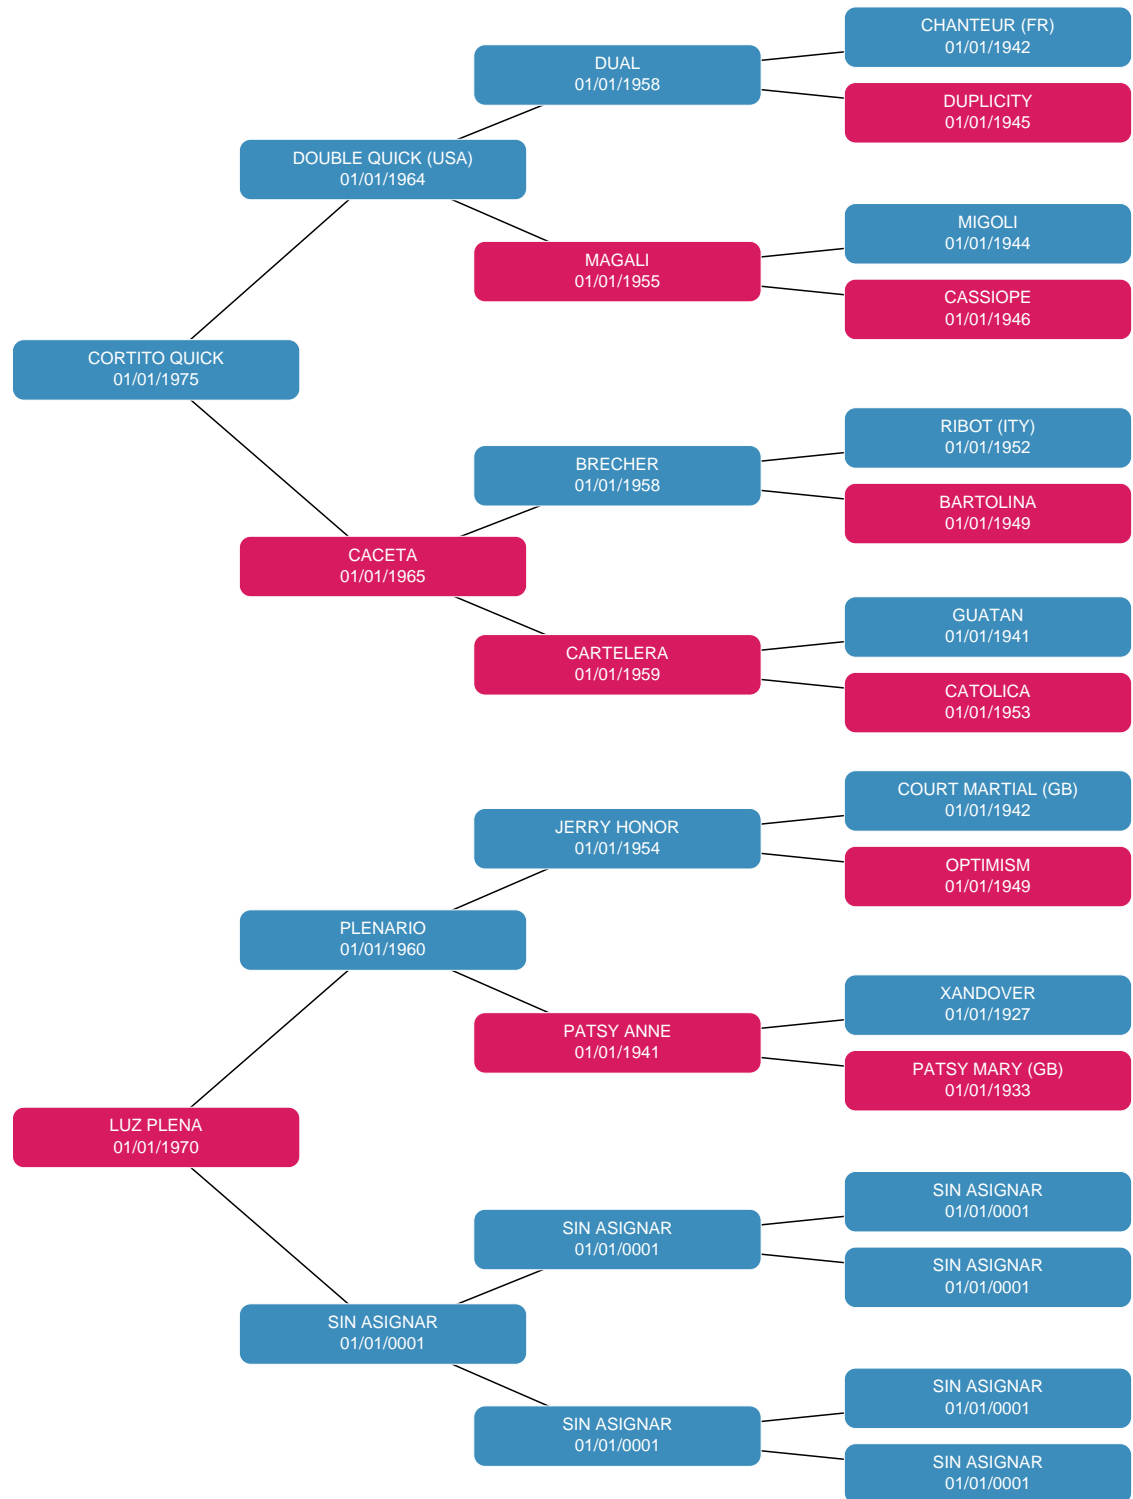 CHANTEUR (FR)
01/01/1942
DUAL
01/01/1958
DUPLICITY
01/01/1945
DOUBLE QUICK (USA)
01/01/1964
MIGOLI
01/01/1944
MAGALI
01/01/1955
CASSIOPE
01/01/1946
CORTITO QUICK
01/01/1975
RIBOT (ITY)
01/01/1952
BRECHER
01/01/1958
BARTOLINA
01/01/1949
CACETA
01/01/1965
GUATAN
01/01/1941
CARTELERA
01/01/1959
CATOLICA
01/01/1953
COURT MARTIAL (GB)
01/01/1942
JERRY HONOR
01/01/1954
OPTIMISM
01/01/1949
PLENARIO
01/01/1960
XANDOVER
01/01/1927
PATSY ANNE
01/01/1941
PATSY MARY (GB)
01/01/1933
LUZ PLENA
01/01/1970
SIN ASIGNAR
01/01/0001
SIN ASIGNAR
01/01/0001
SIN ASIGNAR
01/01/0001
SIN ASIGNAR
01/01/0001
SIN ASIGNAR
01/01/0001
SIN ASIGNAR
01/01/0001
SIN ASIGNAR
01/01/0001